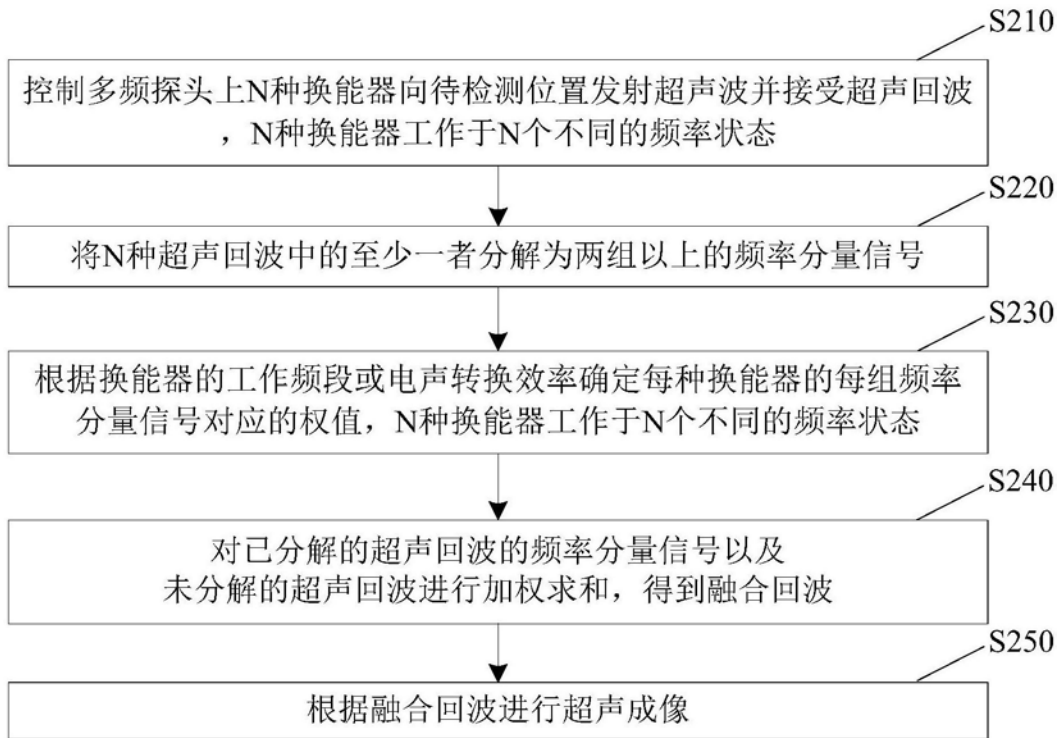 S210
控制多频探头上N种换能器向待检测位置发射超声波并接受超声回波
，N种换能器工作于N个不同的频率状态
S220
将N种超声回波中的至少一者分解为两组以上的频率分量信号
S230
根据换能器的工作频段或电声转换效率确定每种换能器的每组频率
分量信号对应的权值，N种换能器工作于N个不同的频率状态
S240
对已分解的超声回波的频率分量信号以及
未分解的超声回波进行加权求和，得到融合回波
S250
根据融合回波进行超声成像